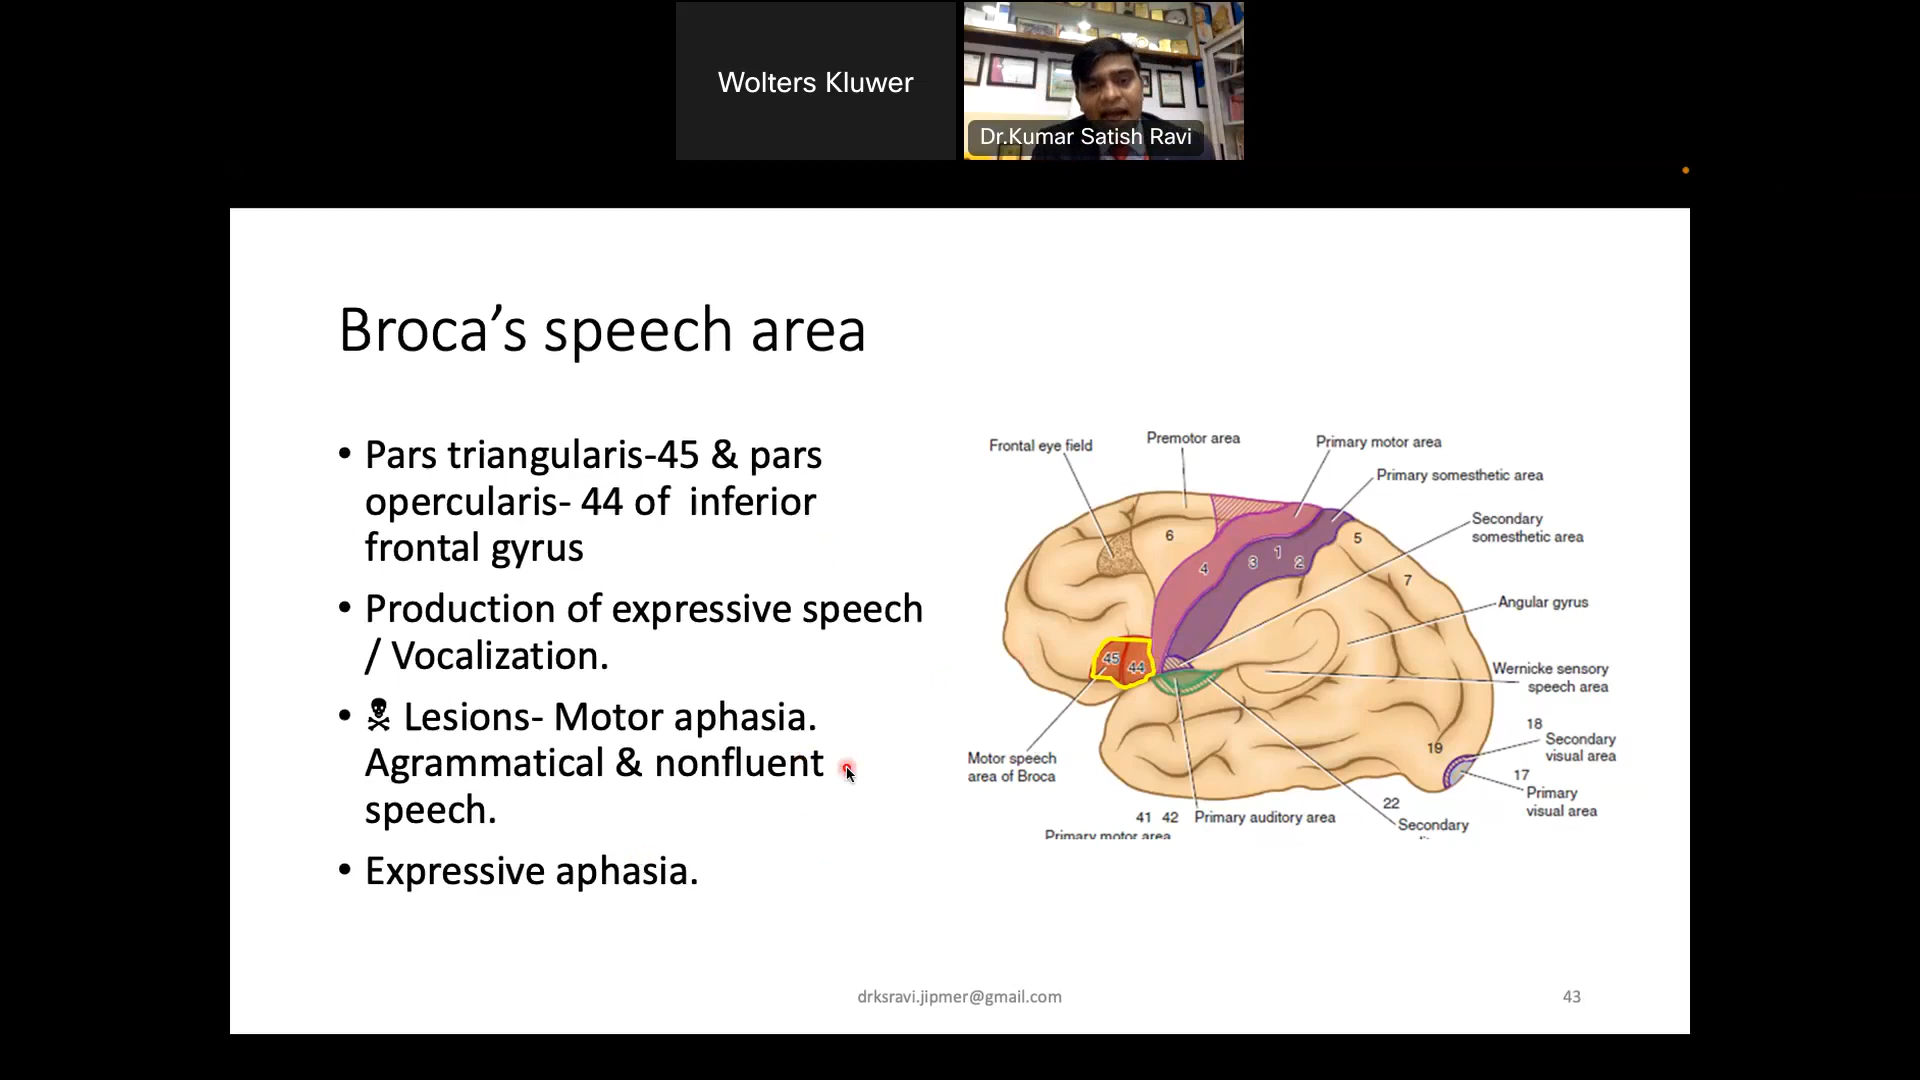 Wolters Kluwer
Dr.Kumar Satish Ravi
Broca’s speech area
• Pars triangularis-45 & pars
opercularis- 44 of inferior
frontal gyrus
• Production of expressive speech
/ Vocalization.
• ☠ Lesions- Motor aphasia.
Agrammatical & nonfluent
speech.
• Expressive aphasia.
Frontal eye field
Premotor area
Primary motor area
Primary somesthetic area
Secondary
somesthetic area
6
5
4
3
1
2
7
Angular gyrus
45
44
Wernicke sensory
speech area
18
Secondary
visual area
19
17
Primary
visual area
Motor speech
area of Broca
22
Secondary
41 42 Primary auditory area
Primary motor area
drksravi.jipmer@gmail.com
43